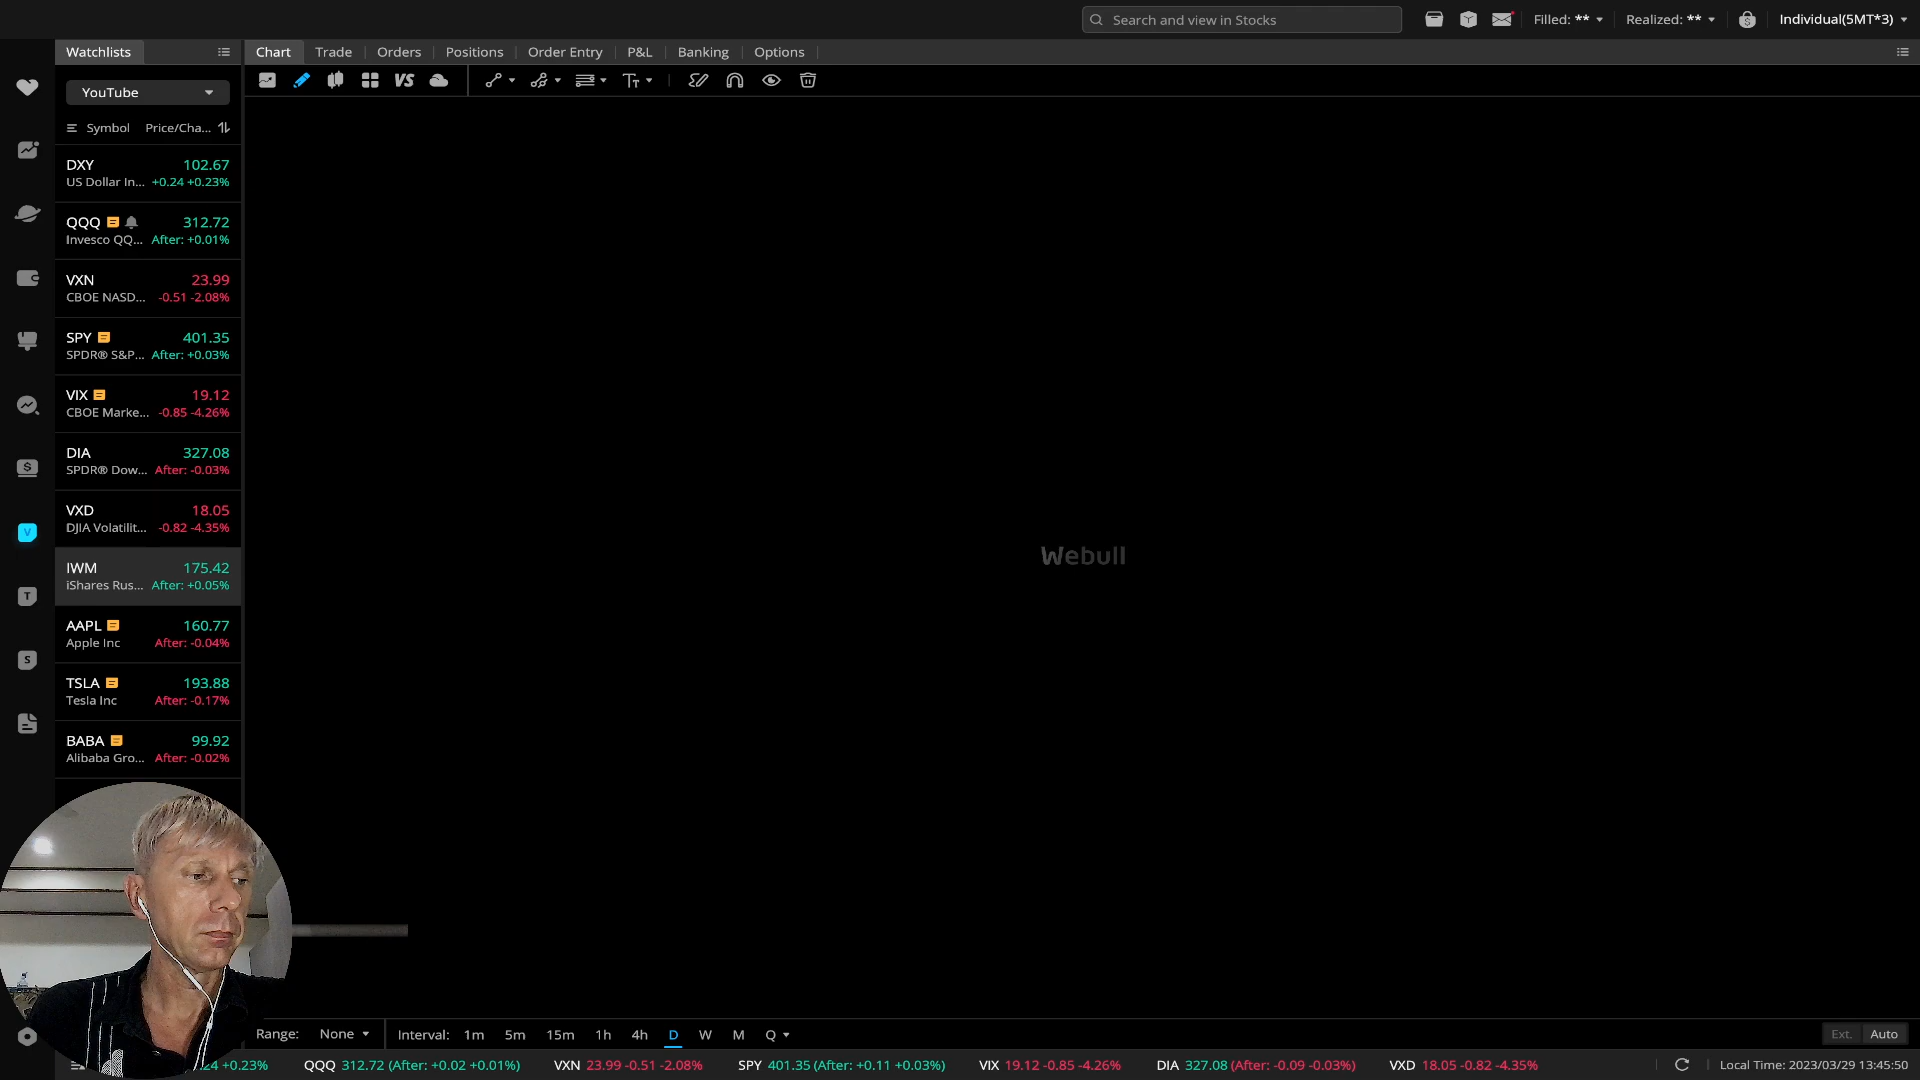 Search and view in Stocks
Filled: **
Realized: **
Individual(5MT*3)
Watchlists
Chart Trade Orders Positions Order Entry P&L Banking Options
VS
YouTube
Symbol Price/Cha...
DXY 102.67
US Dollar In... +0.24 +0.23%
QQQ 312.72
Invesco QQ... After: +0.01%
VXN 23.99
CBOE NASD... -0.51 -2.08%
SPY 401.35
SPDR® S&P... After: +0.03%
VIX 19.12
CBOE Marke... -0.85 -4.26%
DIA 327.08
SPDR® Dow... After: -0.03%
VXD 18.05
DJIA Volatilit... -0.82 -4.35%
IWM 175.42
iShares Rus... After: +0.05%
AAPL 160.77
Apple Inc After: -0.04%
TSLA 193.88
Tesla Inc After: -0.17%
BABA 99.92
Alibaba Gro... After: -0.02%
V
T
S
Webull
Range: None Interval: 1m 5m 15m 1h 4h D W M Q Ext. Auto
24 +0.23% QQQ 312.72 (After: +0.02 +0.01%) VXN 23.99 -0.51 -2.08% SPY 401.35 (After: +0.11 +0.03%) VIX 19.12 -0.85 -4.26% DIA 327.08 (After: -0.09 -0.03%) VXD 18.05 -0.82 -4.35% Local Time: 2023/03/29 13:45:50